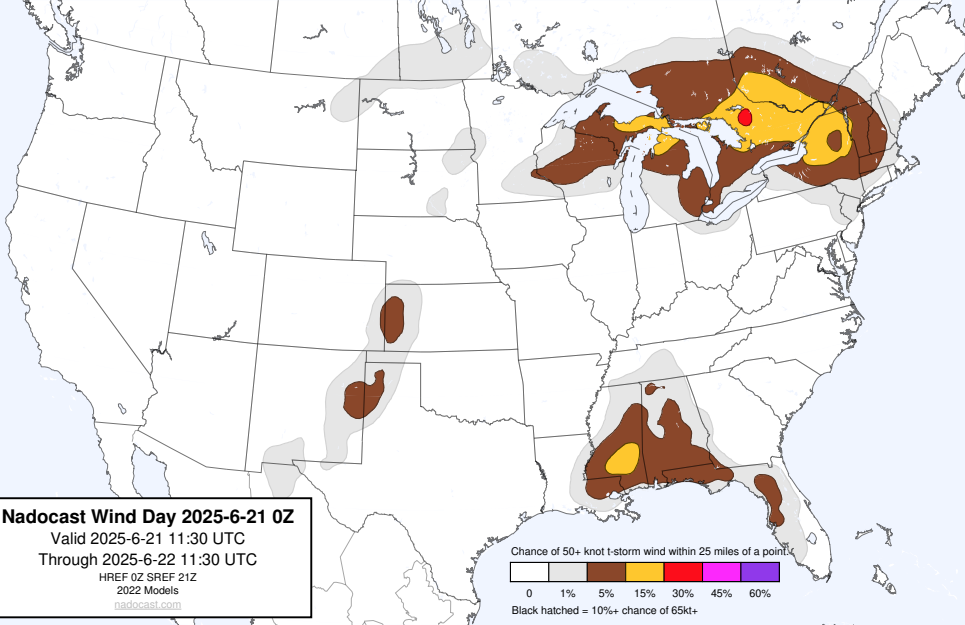 Nadocast Wind Day 2025-6-21 0Z
Valid 2025-6-21 11:30 UTC
Through 2025-6-22 11:30 UTC
HREF 0Z SREF 21Z
2022 Models
nadocast.com
Chance of 50+ knot t-storm wind within 25 miles of a point.
0 1% 5% 15% 30% 45% 60%
Black hatched = 10%+ chance of 65kt+